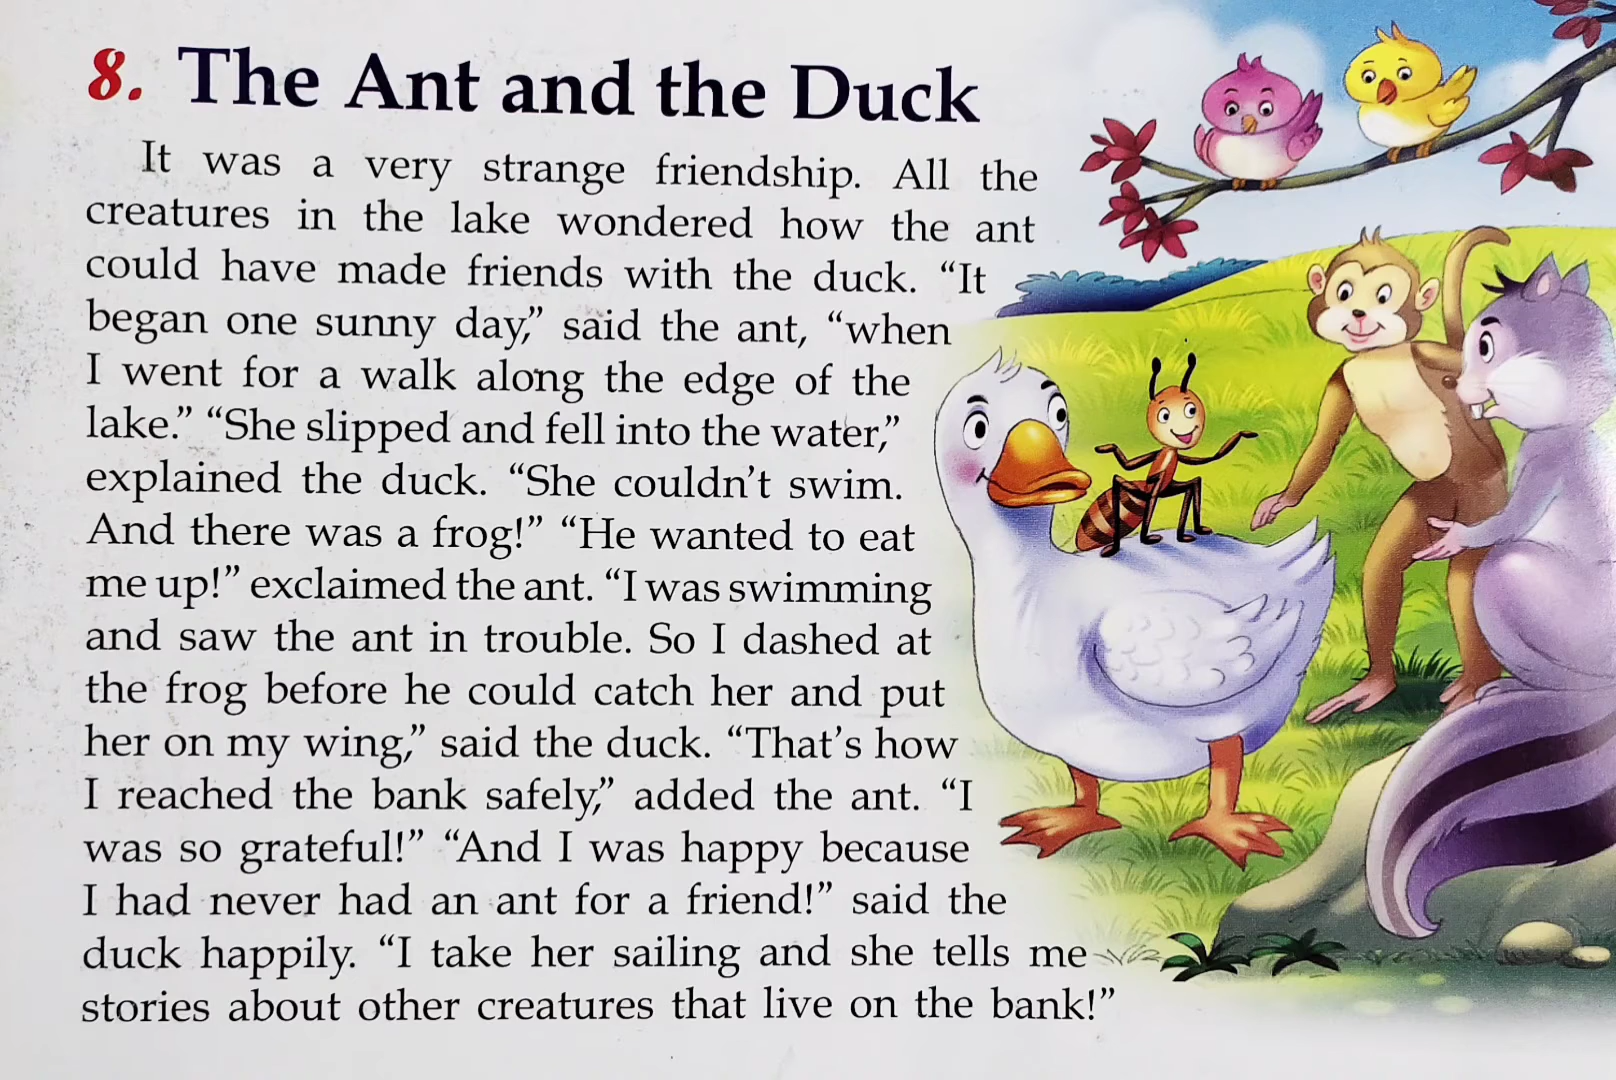 8. The Ant and the Duck
It was a very strange friendship. All the
creatures in the lake wondered how the ant
could have made friends with the duck. “It
began one sunny day,” said the ant, “when
I went for a walk along the edge of the
lake.” “She slipped and fell into the water,”
explained the duck. “She couldn’t swim.
And there was a frog!” “He wanted to eat
me up!” exclaimed the ant. “I was swimming
and saw the ant in trouble. So I dashed at
the frog before he could catch her and put
her on my wing,” said the duck. “That’s how
I reached the bank safely,” added the ant. “I
was so grateful!” “And I was happy because
I had never had an ant for a friend!” said the
duck happily. “I take her sailing and she tells me
stories about other creatures that live on the bank!”